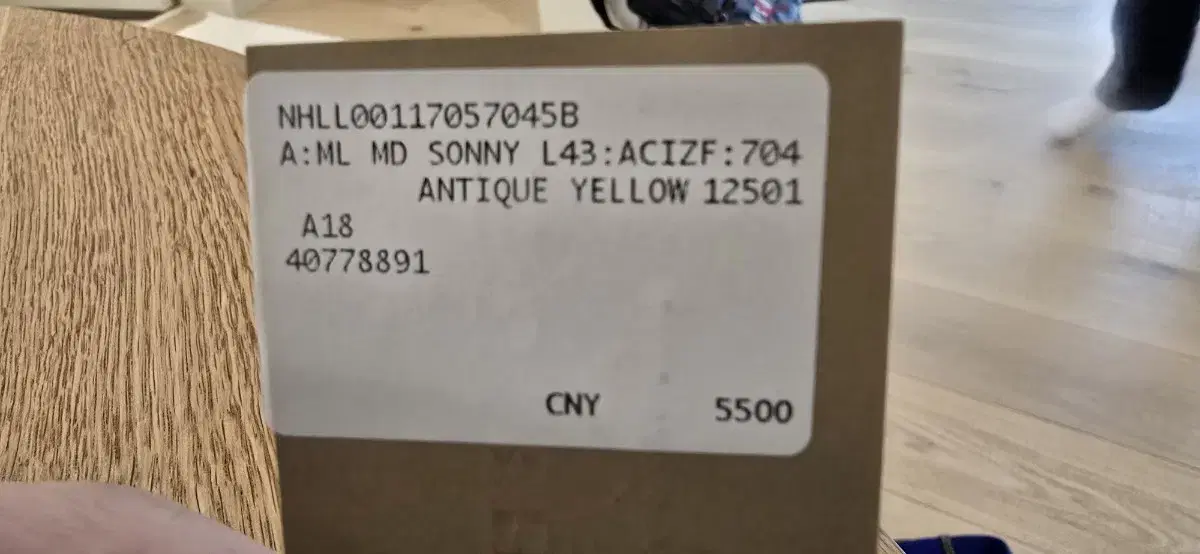 NHLL00117057045B
A:ML MD SONNY L43:ACIZF:704
ANTIQUE YELLOW 12501
A18
40778891
CNY 5500